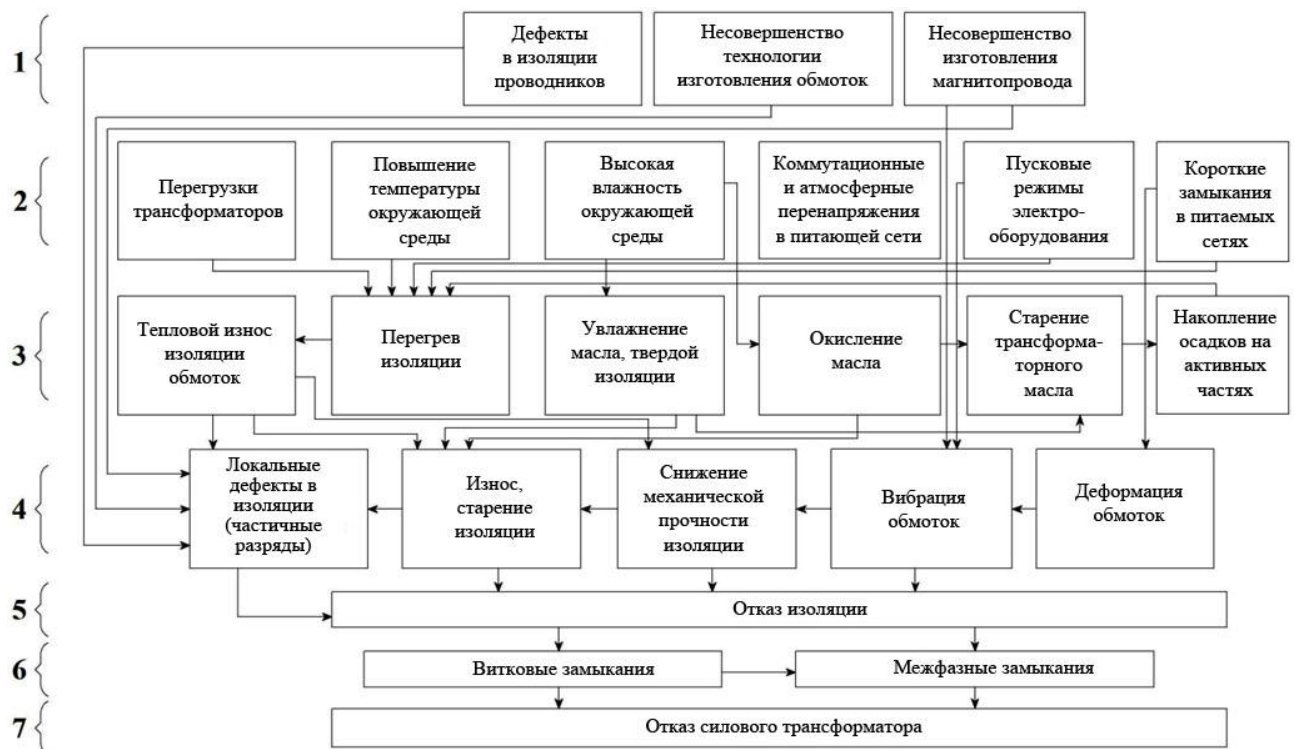 1
Дефекты
в изоляции
проводников
Несовершенство
технологии
изготовления обмоток
Несовершенство
изготовления
магнитопровода
2
Перегрузки
трансформаторов
Повышение
температуры
окружающей
среды
Высокая
влажность
окружающей
среды
Коммутационные
и атмосферные
перенапряжения
в питающей сети
Пусковые
режимы
электро-
оборудования
Короткие
замыкания
в питаемых
сетях
3
Тепловой износ
изоляции
обмоток
Перегрев
изоляции
Увлажнение
масла, твердой
изоляции
Окисление
масла
Старение
трансформа-
торного
масла
Накопление
осадков на
активных
частях
4
Локальные
дефекты в
изоляции
(частичные
разряды)
Износ,
старение
изоляции
Снижение
механической
прочности
изоляции
Вибрация
обмоток
Деформация
обмоток
5
Отказ изоляции
6
Витковые замыкания
Межфазные замыкания
7
Отказ силового трансформатора